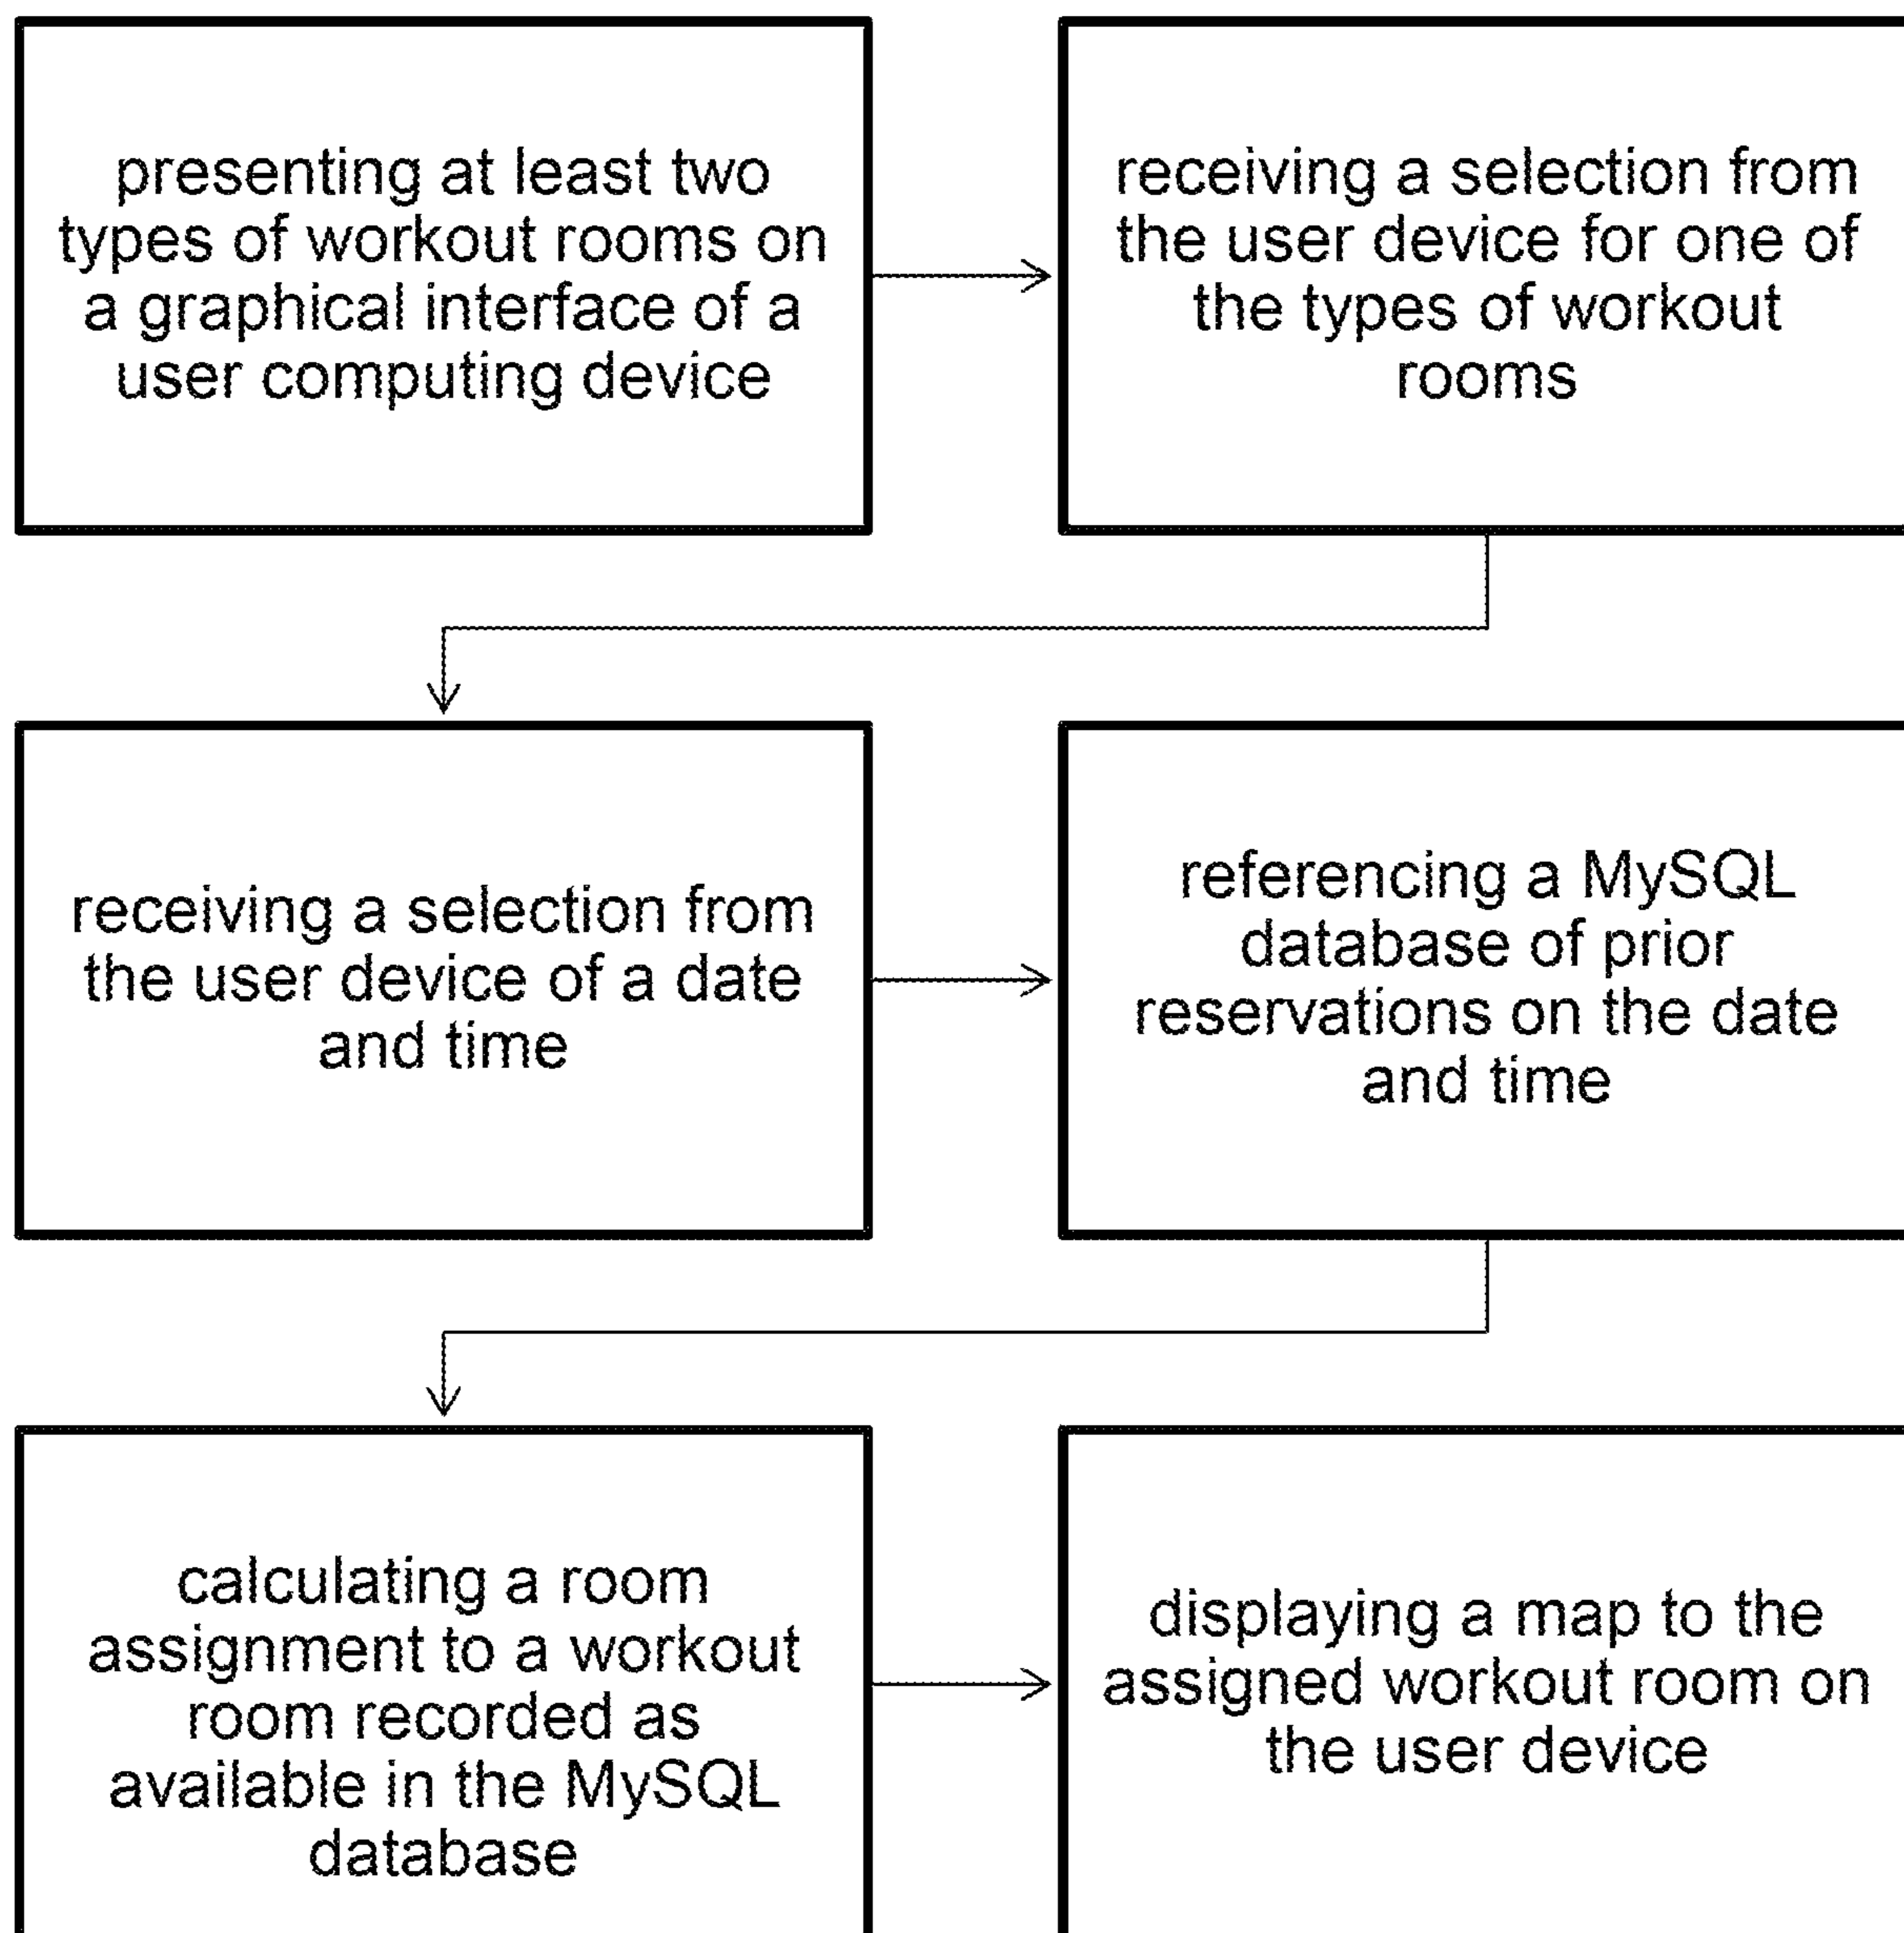 presenting at least two
types of workout rooms on
a graphical interface of a
user computing device
receiving a selection from
the user device for one of
the types of workout
rooms
receiving a selection from
the user device of a date
and time
referencing a MySQL
database of prior
reservations on the date
and time
calculating a room
assignment to a workout
room recorded as
available in the MySQL
database
displaying a map to the
assigned workout room on
the user device